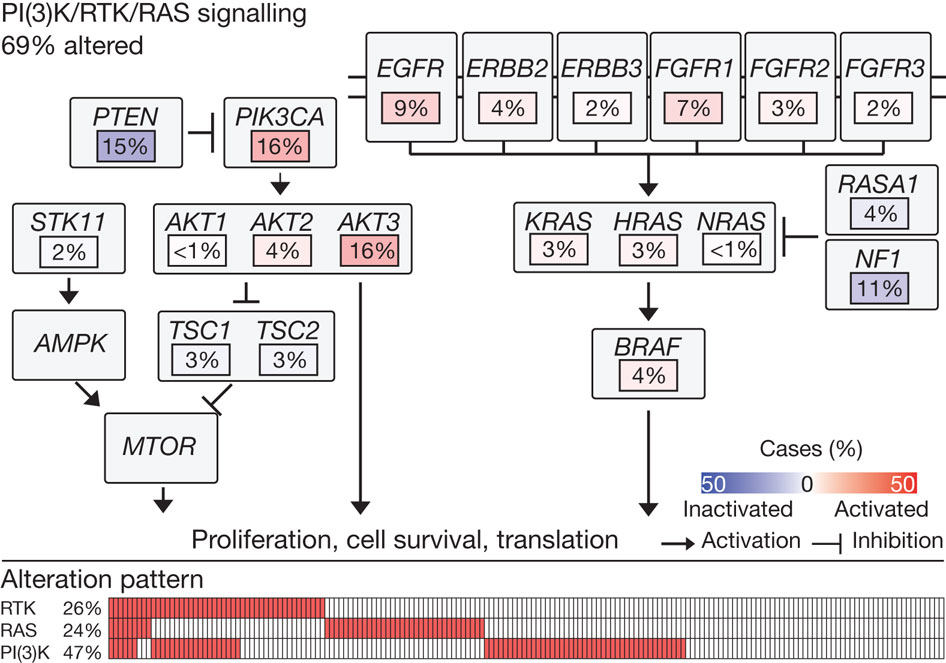 PI(3)K/RTK/RAS signalling
69% altered
EGFR ERBB2 ERBB3 FGFR1 FGFR2 FGFR3
9% 4% 2% 7% 3% 2%
PTEN PIK3CA
15% 16%
RASA1
4%
STK11 AKT1 AKT2 AKT3 KRAS HRAS NRAS
2% <1% 4% 16% 3% 3% <1%
NF1
11%
AMPK TSC1 TSC2 BRAF
3% 3% 4%
MTOR
Cases (%)
50 0 50
Inactivated Activated
Proliferation, cell survival, translation
Activation Inhibition
Alteration pattern
RTK 26%
RAS 24%
PI(3)K 47%